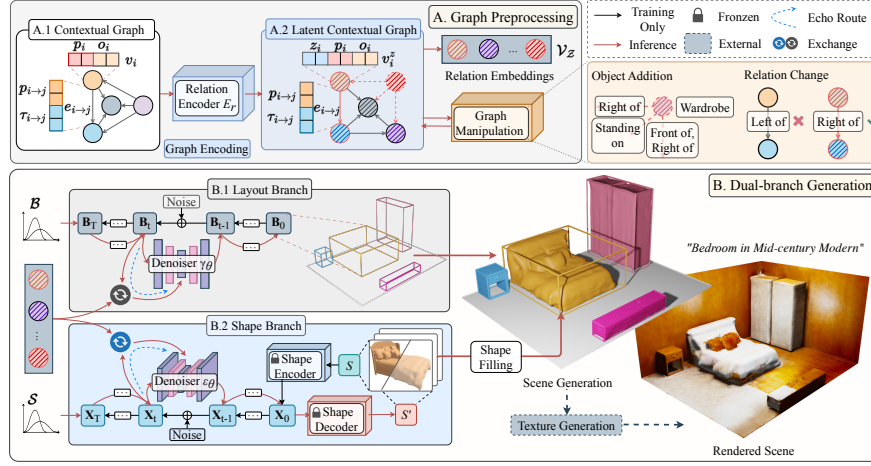 A.1 Contextual Graph
p_i o_i
v_i
p_{i→j}
e_{i→j}
τ_{i→j}
Relation
Encoder E_r
Graph Encoding
A.2 Latent Contextual Graph
z_i p_i o_i
v_i^z
p_{i→j}
e_{i→j}
τ_{i→j}
A. Graph Preprocessing
...
V_Z
Relation Embeddings
Graph
Manipulation
Training
Only
Fronzen
Echo Route
Inference
External
Exchange
Object Addition
Right of
Wardrobe
Standing
on
Front of,
Right of
Relation Change
Left of
Right of
B. Dual-branch Generation
B.1 Layout Branch
B
Noise
B_T
...
B_t
B_{t-1}
...
B_0
Denoiser γ_θ
...
...
B.2 Shape Branch
Denoiser ε_θ
S
X_T
...
X_t
X_{t-1}
...
X_0
Noise
Shape
Encoder
S
Shape
Decoder
S'
Shape
Filling
Scene Generation
Texture Generation
"Bedroom in Mid-century Modern"
Rendered Scene